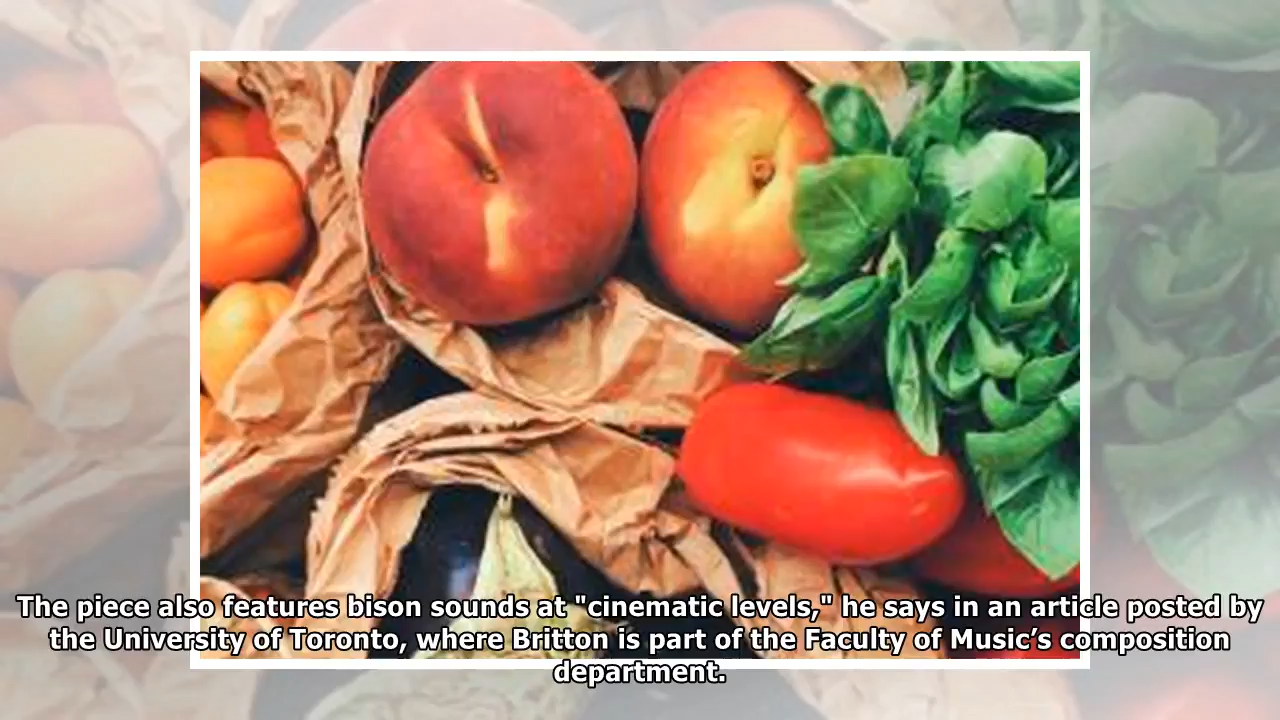 The piece also features bison sounds at "cinematic levels," he says in an article posted by
the University of Toronto, where Britton is part of the Faculty of Music’s composition
department.